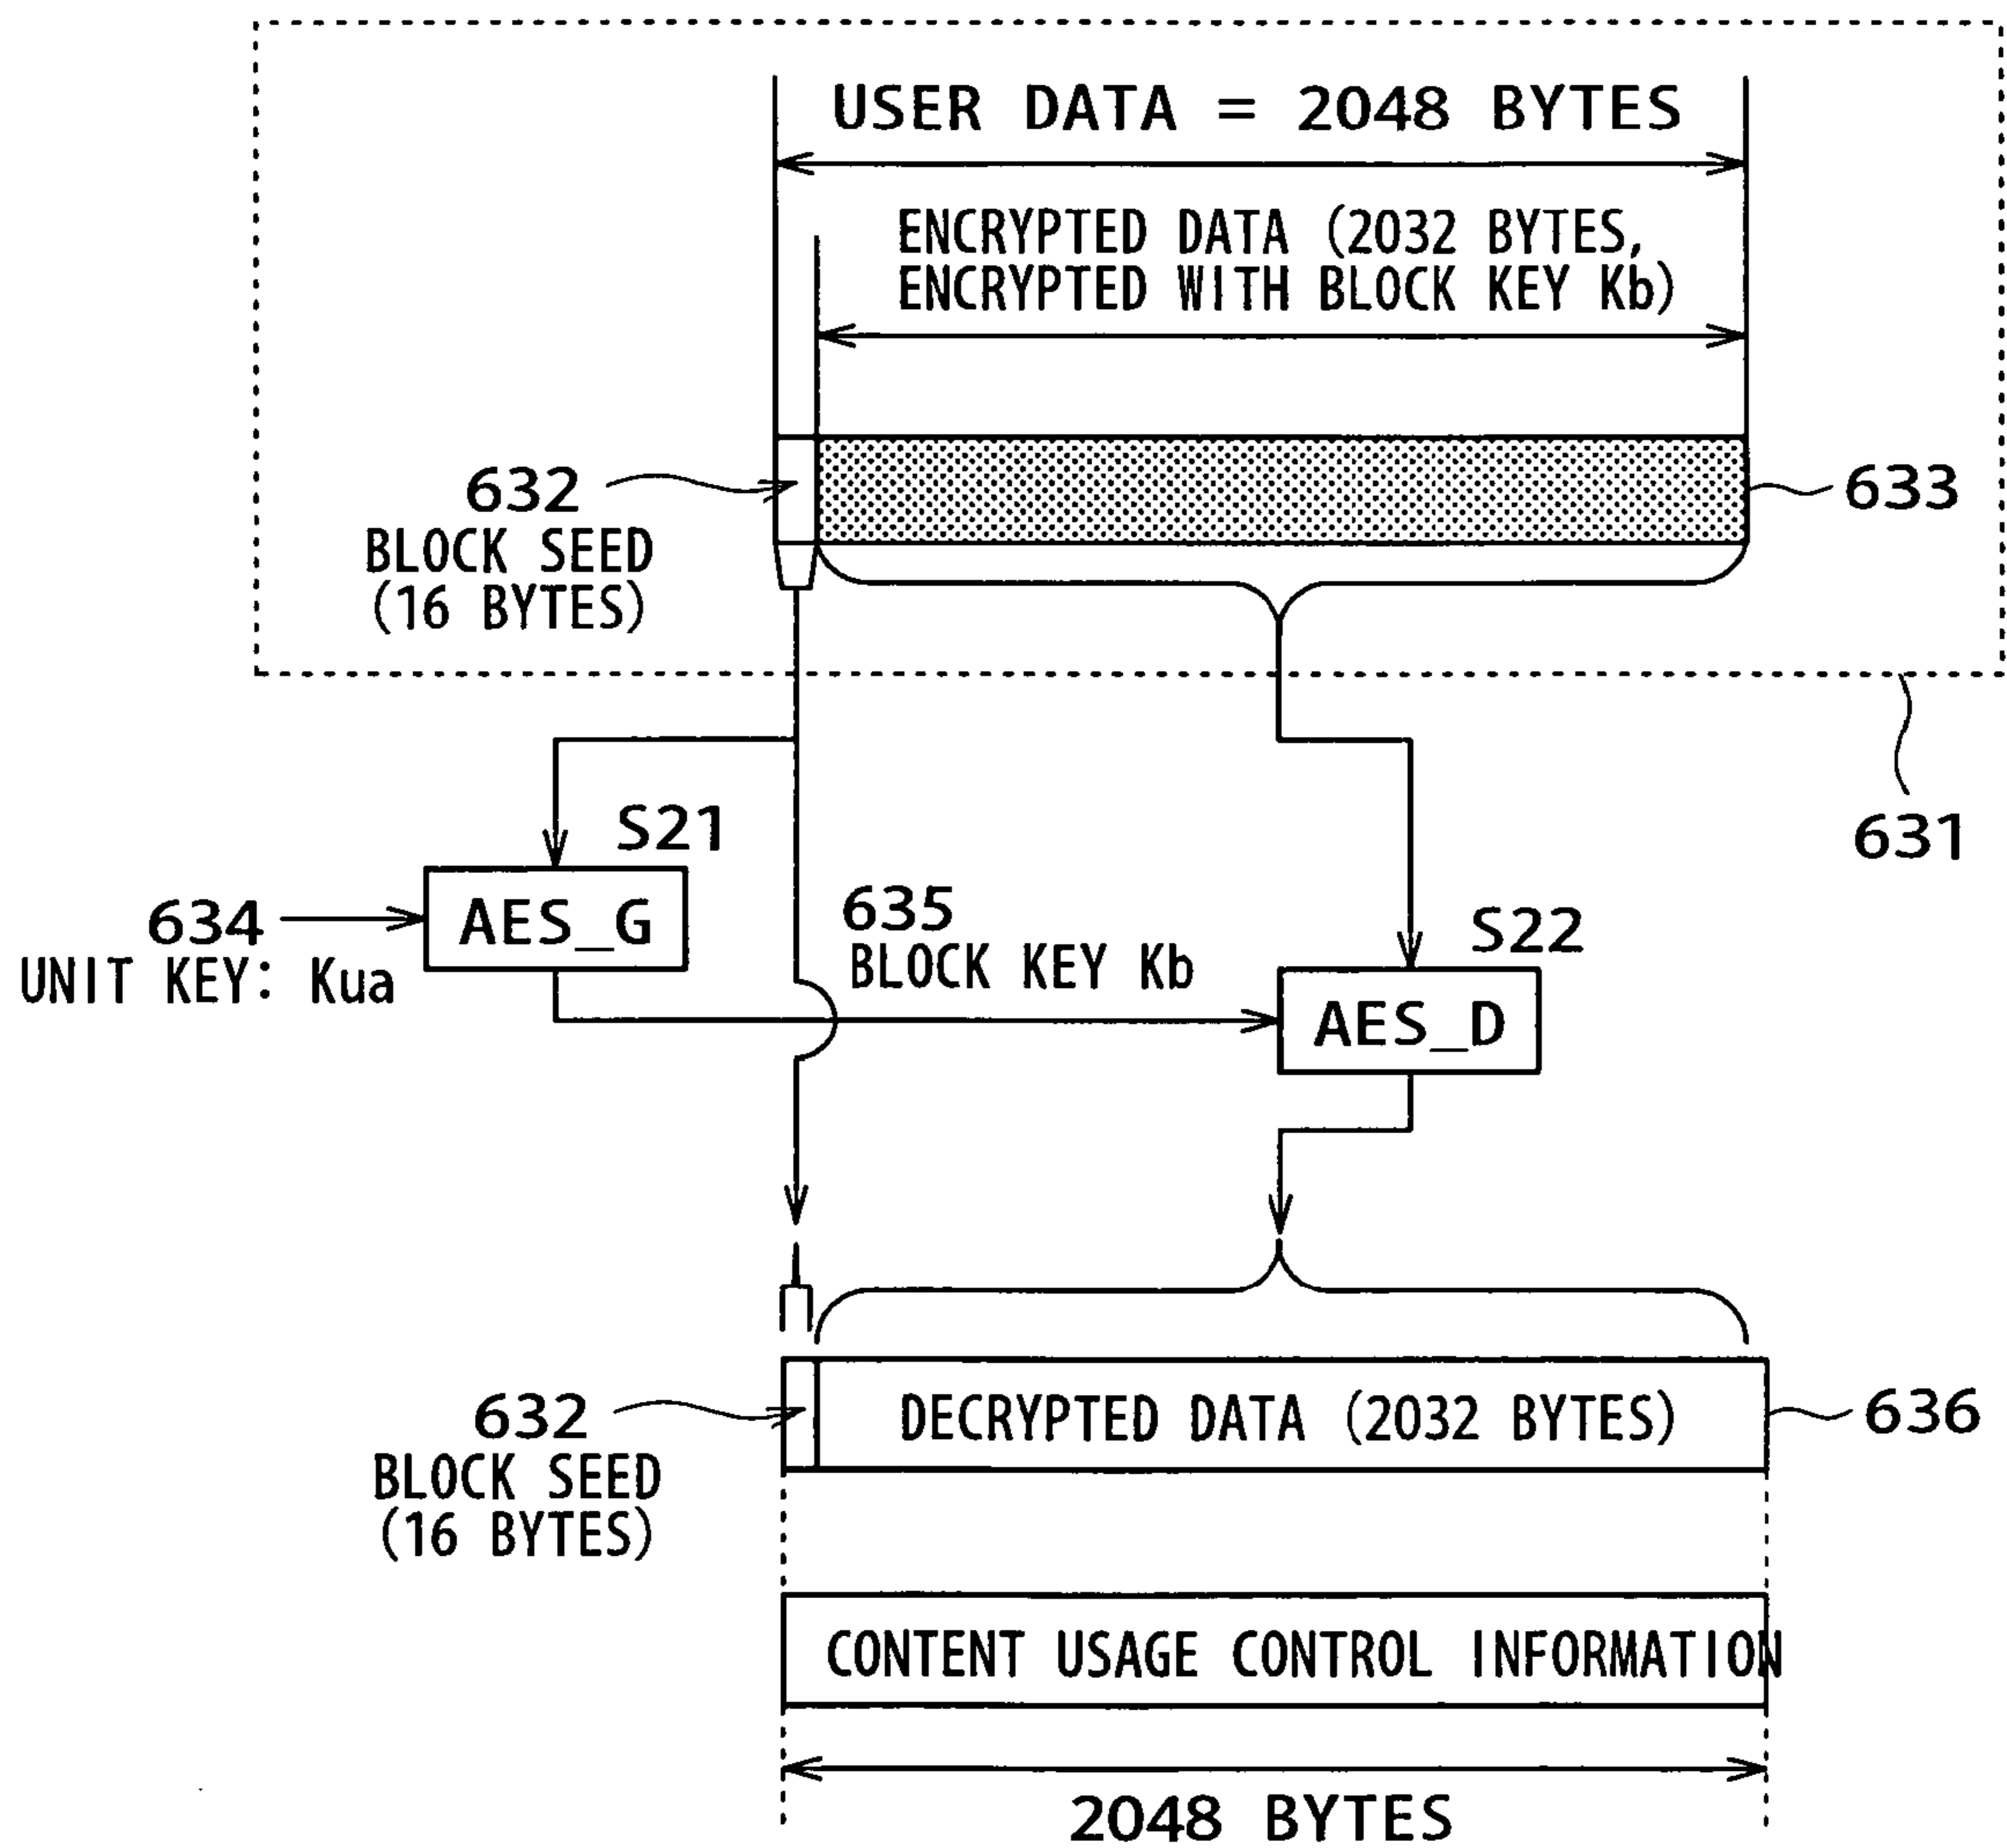 USER DATA = 2048 BYTES
ENCRYPTED DATA (2032 BYTES,
ENCRYPTED WITH BLOCK KEY Kb)
632
BLOCK SEED
(16 BYTES)
633
631
S21
AES_G
634
UNIT KEY: Kua
635
BLOCK KEY Kb
S22
AES_D
632
BLOCK SEED
(16 BYTES)
DECRYPTED DATA (2032 BYTES)
636
CONTENT USAGE CONTROL INFORMATION
2048 BYTES